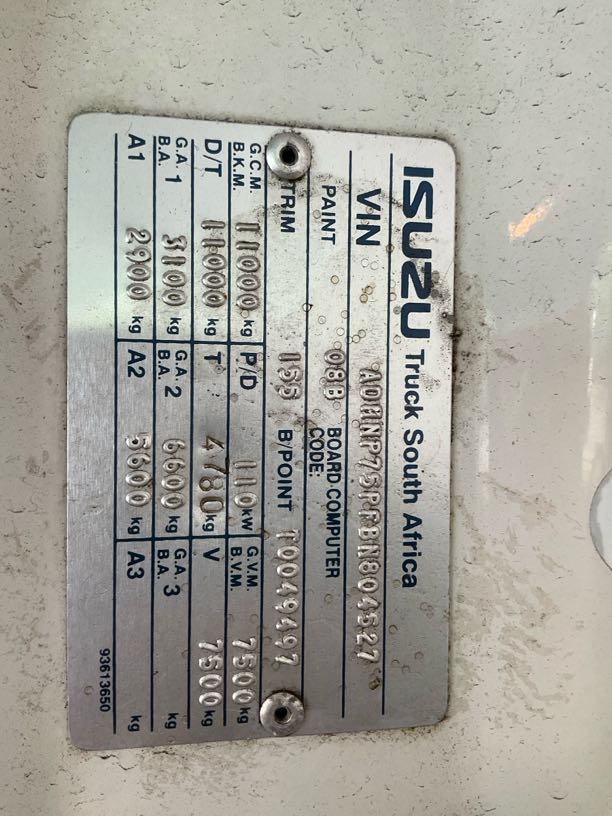 ISUZU Truck South Africa
VIN ADMNP75PFBN804527
PAINT 08B BOARD COMPUTER CODE:
TRIM 155 B/POINT T0049497
G.C.M. B.K.M. 11000 kg P/D 110 kW G.V.M. B.V.M. 7500 kg
D/T 11000 kg T 4780 kg V 7500 kg
G.A. 1 B.A. 3100 kg G.A. 2 B.A. 6600 kg G.A. 3 B.A. kg
A1 2900 kg A2 5600 kg A3 kg
93613650